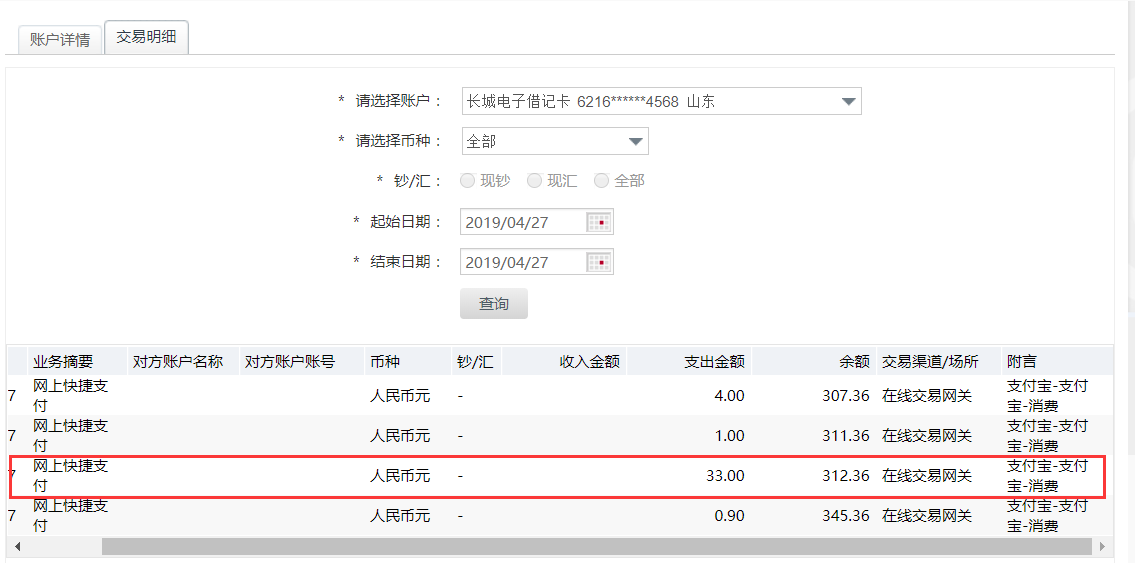 账户详情 交易明细
* 请选择账户： 长城电子借记卡 6216******4568 山东
* 请选择币种： 全部
* 钞/汇： 现钞 现汇 全部
* 起始日期： 2019/04/27
* 结束日期： 2019/04/27
查询
业务摘要 对方账户名称 对方账户账号 币种 钞/汇 收入金额 支出金额 余额 交易渠道/场所 附言
7 网上快捷支付 人民币元 - 4.00 307.36 在线交易网关 支付宝-支付宝-消费
7 网上快捷支付 人民币元 - 1.00 311.36 在线交易网关 支付宝-支付宝-消费
7 网上快捷支付 人民币元 - 33.00 312.36 在线交易网关 支付宝-支付宝-消费
7 网上快捷支付 人民币元 - 0.90 345.36 在线交易网关 支付宝-支付宝-消费